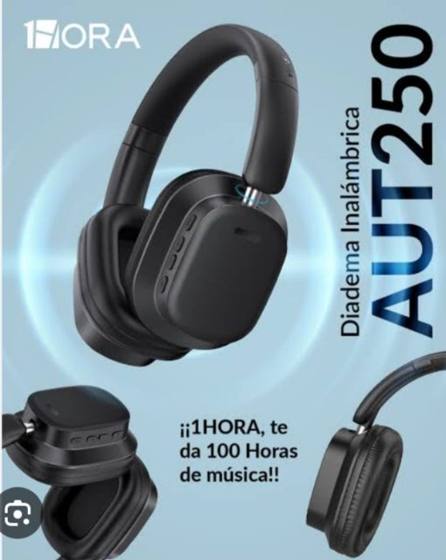 1HORA
Diadema Inalámbrica
AUT250
¡¡1HORA, te
da 100 Horas
de música!!